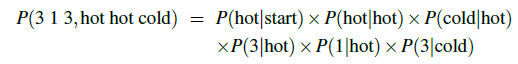 P(3 1 3,hot hot cold) = P(hot|start) × P(hot|hot) × P(cold|hot)
×P(3|hot) × P(1|hot) × P(3|cold)